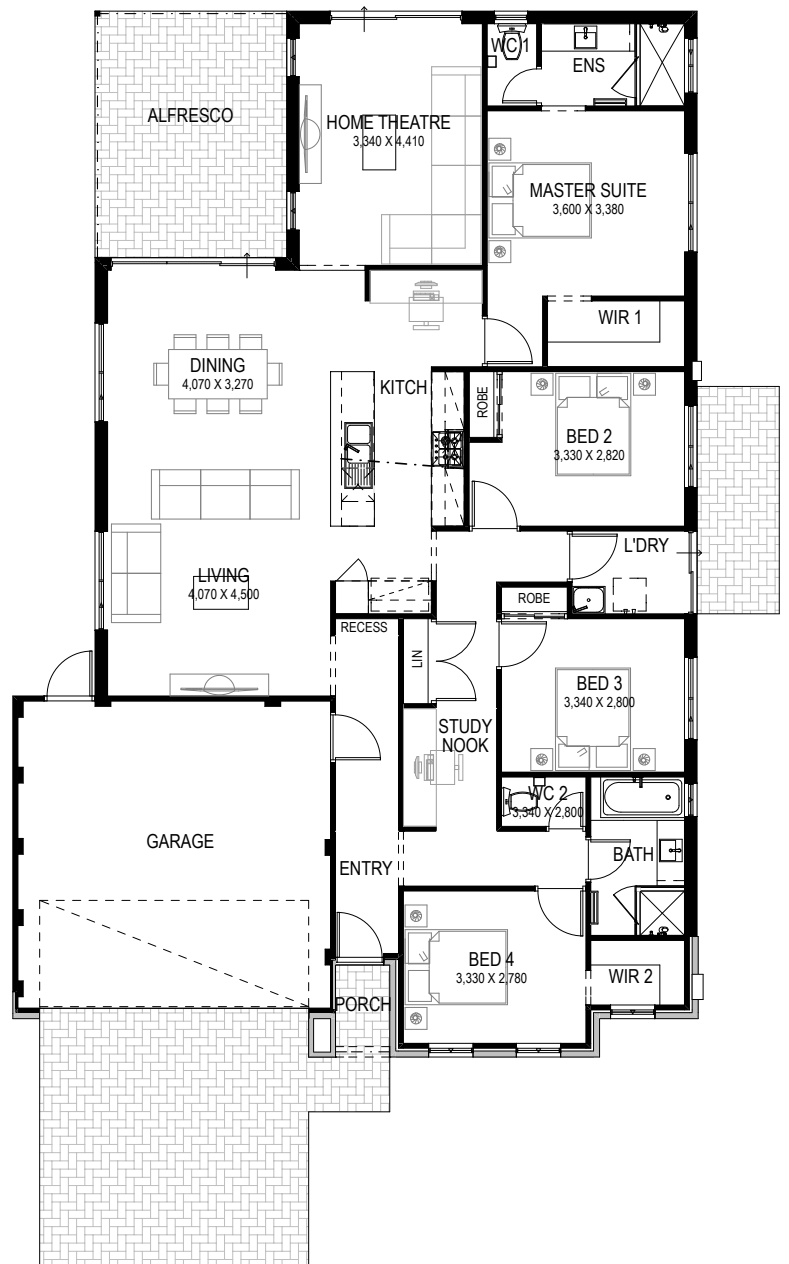 WC 1
ENS
ALFRESCO
HOME THEATRE
3,340 X 4,410
MASTER SUITE
3,600 X 3,380
WIR 1
DINING
4,070 X 3,270
KITCH
ROBE
BED 2
3,330 X 2,820
L'DRY
LIVING
4,070 X 4,500
ROBE
RECESS
LIN
BED 3
3,340 X 2,800
STUDY
NOOK
WC 2
3,340 X 2,800
GARAGE
BATH
ENTRY
BED 4
3,330 X 2,780
WIR 2
PORCH